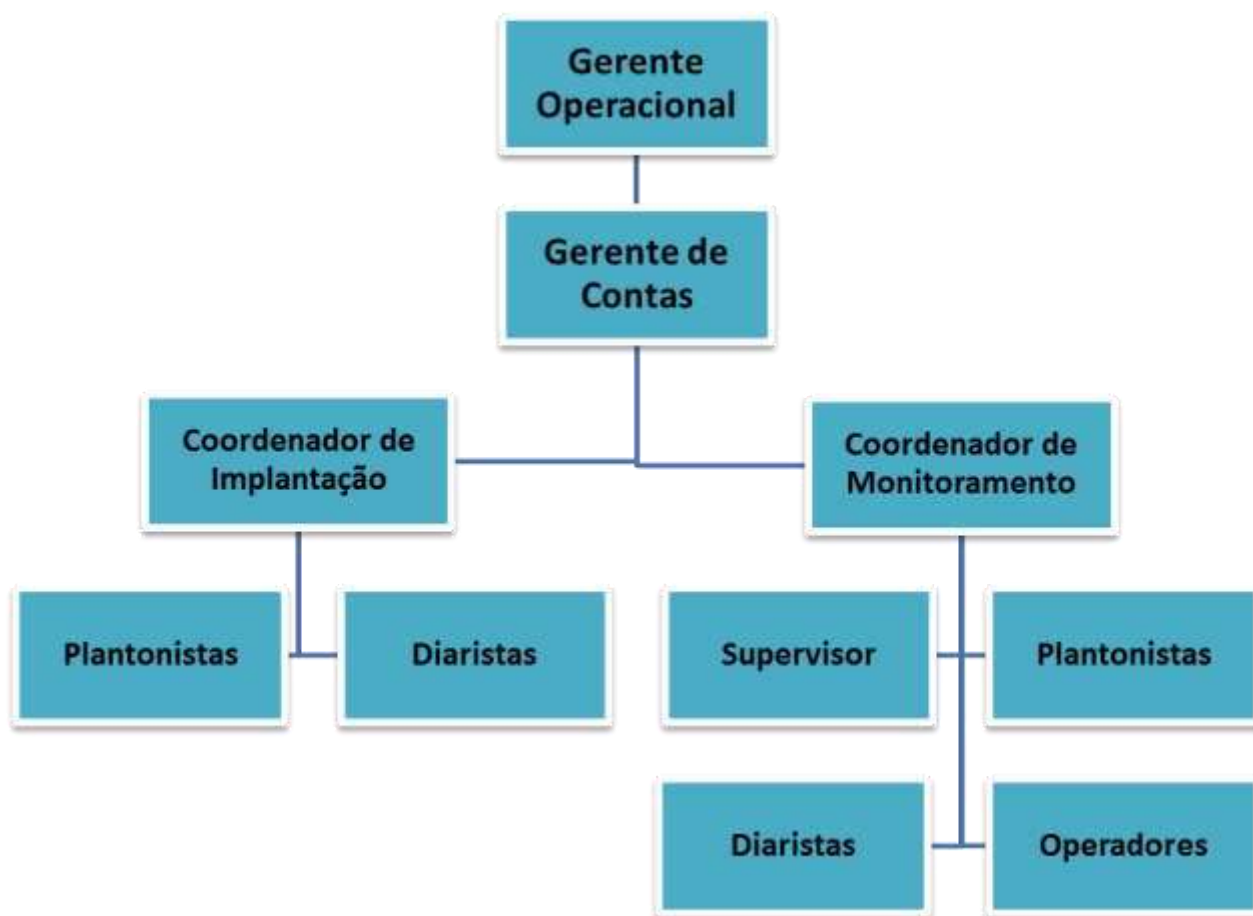 Gerente
Operacional
Gerente de
Contas
Coordenador de
Implantação
Coordenador de
Monitoramento
Plantonistas
Diaristas
Supervisor
Plantonistas
Diaristas
Operadores